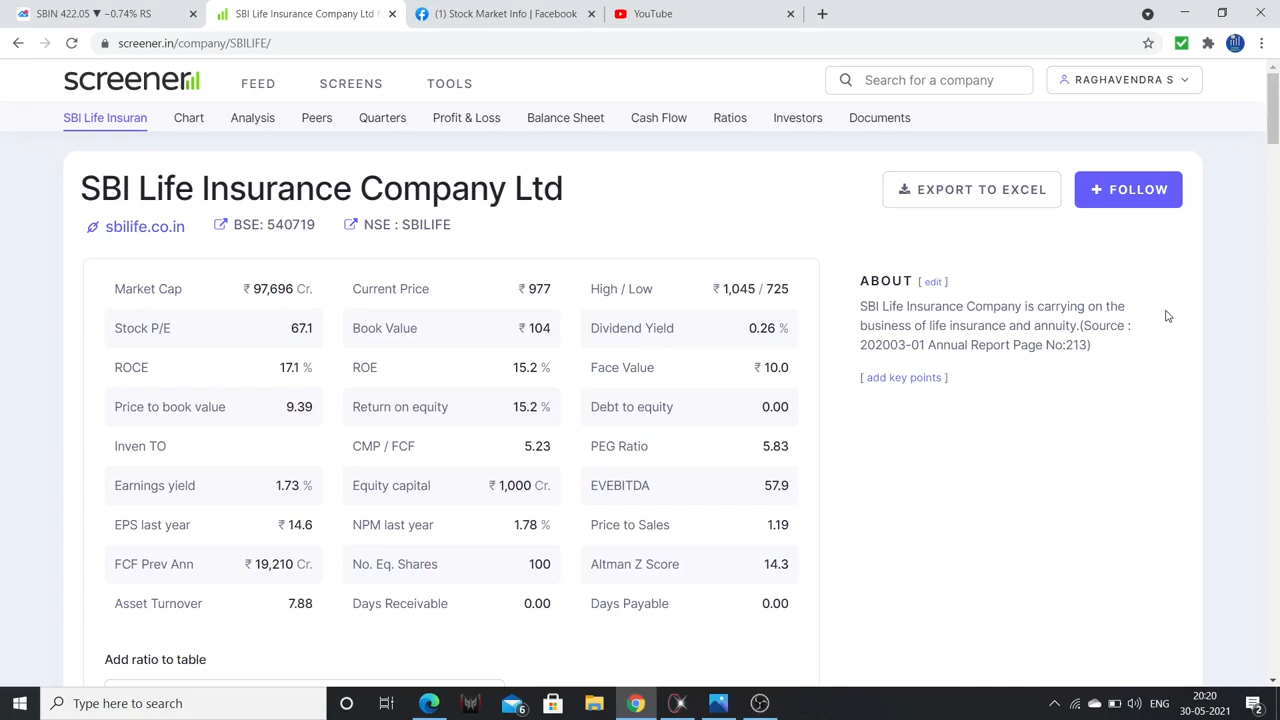 SBIN 422.05 ▼ −0.74% RS
SBI Life Insurance Company Ltd f
(1) Stock Market Info | Facebook
YouTube
screener.in/company/SBILIFE/
screener
FEED
SCREENS
TOOLS
Search for a company
RAGHAVENDRA S
SBI Life Insuran
Chart
Analysis
Peers
Quarters
Profit & Loss
Balance Sheet
Cash Flow
Ratios
Investors
Documents
SBI Life Insurance Company Ltd
EXPORT TO EXCEL
+ FOLLOW
sbilife.co.in
BSE: 540719
NSE : SBILIFE
Market Cap ₹ 97,696 Cr.
Current Price ₹ 977
High / Low ₹ 1,045 / 725
Stock P/E 67.1
Book Value ₹ 104
Dividend Yield 0.26 %
ROCE 17.1 %
ROE 15.2 %
Face Value ₹ 10.0
Price to book value 9.39
Return on equity 15.2 %
Debt to equity 0.00
Inven TO
CMP / FCF 5.23
PEG Ratio 5.83
Earnings yield 1.73 %
Equity capital ₹ 1,000 Cr.
EVEBITDA 57.9
EPS last year ₹ 14.6
NPM last year 1.78 %
Price to Sales 1.19
FCF Prev Ann ₹ 19,210 Cr.
No. Eq. Shares 100
Altman Z Score 14.3
Asset Turnover 7.88
Days Receivable 0.00
Days Payable 0.00
Add ratio to table
ABOUT [ edit ]
SBI Life Insurance Company is carrying on the
business of life insurance and annuity.(Source :
202003-01 Annual Report Page No:213)
[ add key points ]
Type here to search
6
ENG
20:20
30-05-2021
2